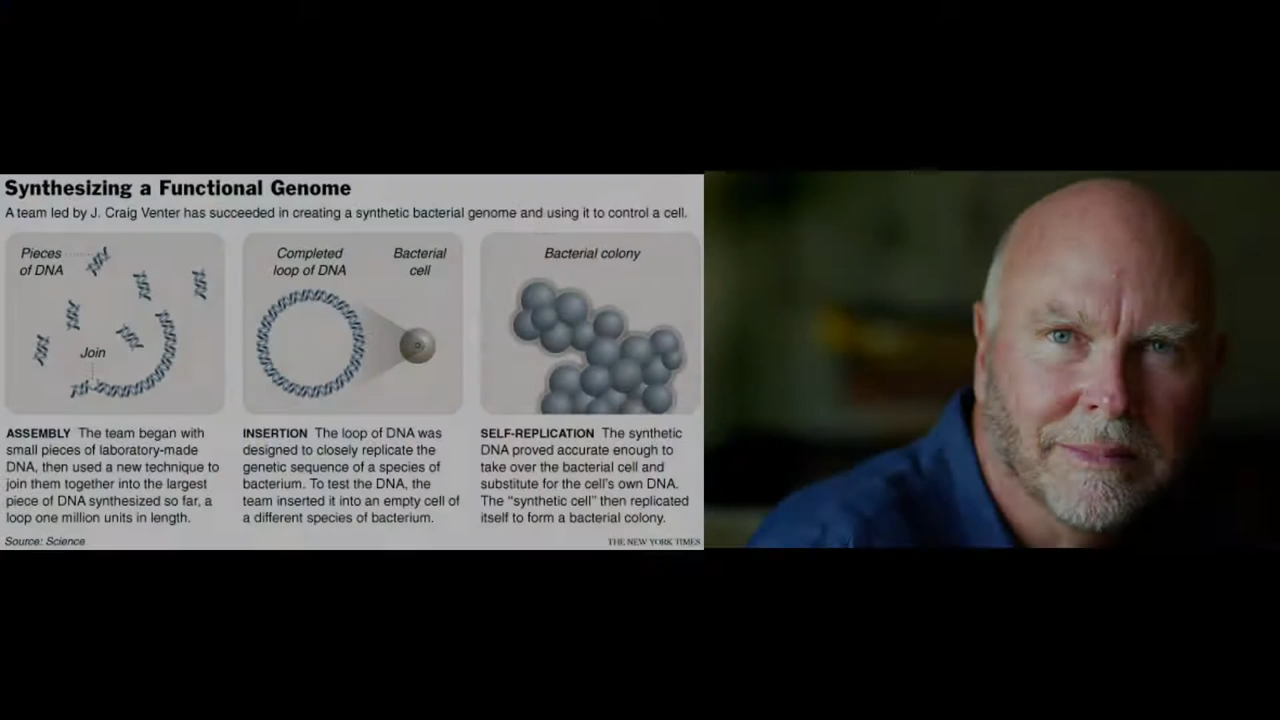 Synthesizing a Functional Genome
A team led by J. Craig Venter has succeeded in creating a synthetic bacterial genome and using it to control a cell.
Pieces
of DNA
Join
Completed
loop of DNA
Bacterial
cell
Bacterial colony
ASSEMBLY The team began with
small pieces of laboratory-made
DNA, then used a new technique to
join them together into the largest
piece of DNA synthesized so far, a
loop one million units in length.
INSERTION The loop of DNA was
designed to closely replicate the
genetic sequence of a species of
bacterium. To test the DNA, the
team inserted it into an empty cell of
a different species of bacterium.
SELF-REPLICATION The synthetic
DNA proved accurate enough to
take over the bacterial cell and
substitute for the cell's own DNA.
The “synthetic cell” then replicated
itself to form a bacterial colony.
Source: Science
THE NEW YORK TIMES